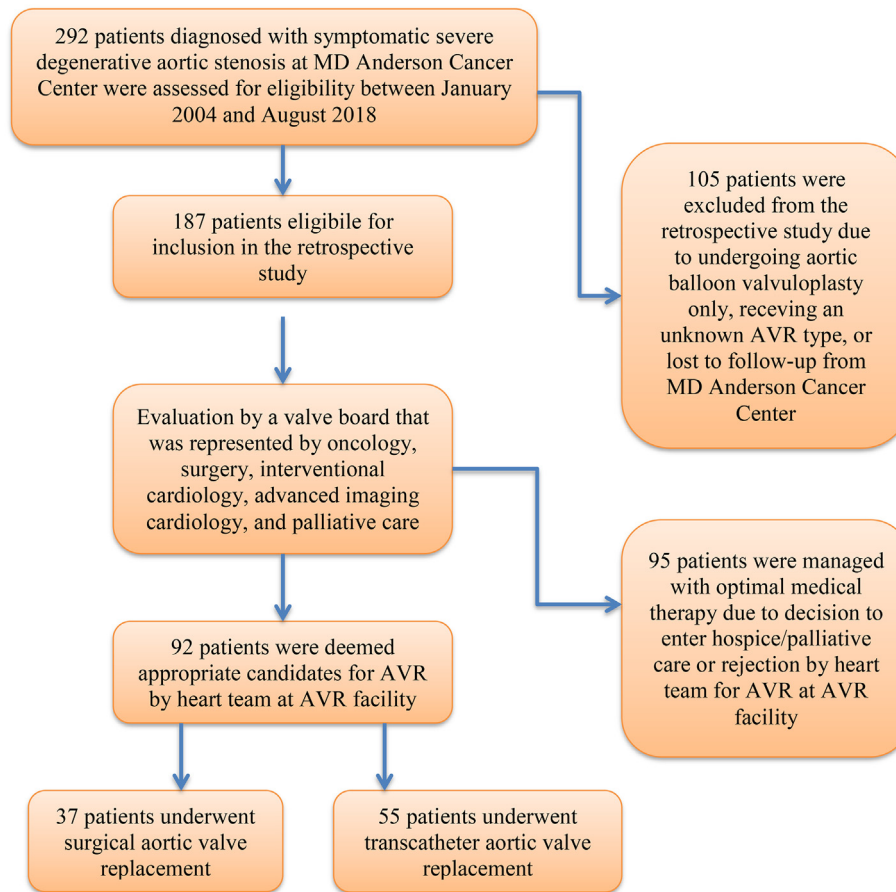 292 patients diagnosed with symptomatic severe
degenerative aortic stenosis at MD Anderson Cancer
Center were assessed for eligibility between January
2004 and August 2018
105 patients were
excluded from the
retrospective study due
to undergoing aortic
balloon valvuloplasty
only, receving an
unknown AVR type, or
lost to follow-up from
MD Anderson Cancer
Center
187 patients eligibile for
inclusion in the retrospective
study
Evaluation by a valve board that
was represented by oncology,
surgery, interventional
cardiology, advanced imaging
cardiology, and palliative care
95 patients were managed
with optimal medical
therapy due to decision to
enter hospice/palliative
care or rejection by heart
team for AVR at AVR
facility
92 patients were deemed
appropriate candidates for AVR
by heart team at AVR facility
37 patients underwent
surgical aortic valve
replacement
55 patients underwent
transcatheter aortic valve
replacement